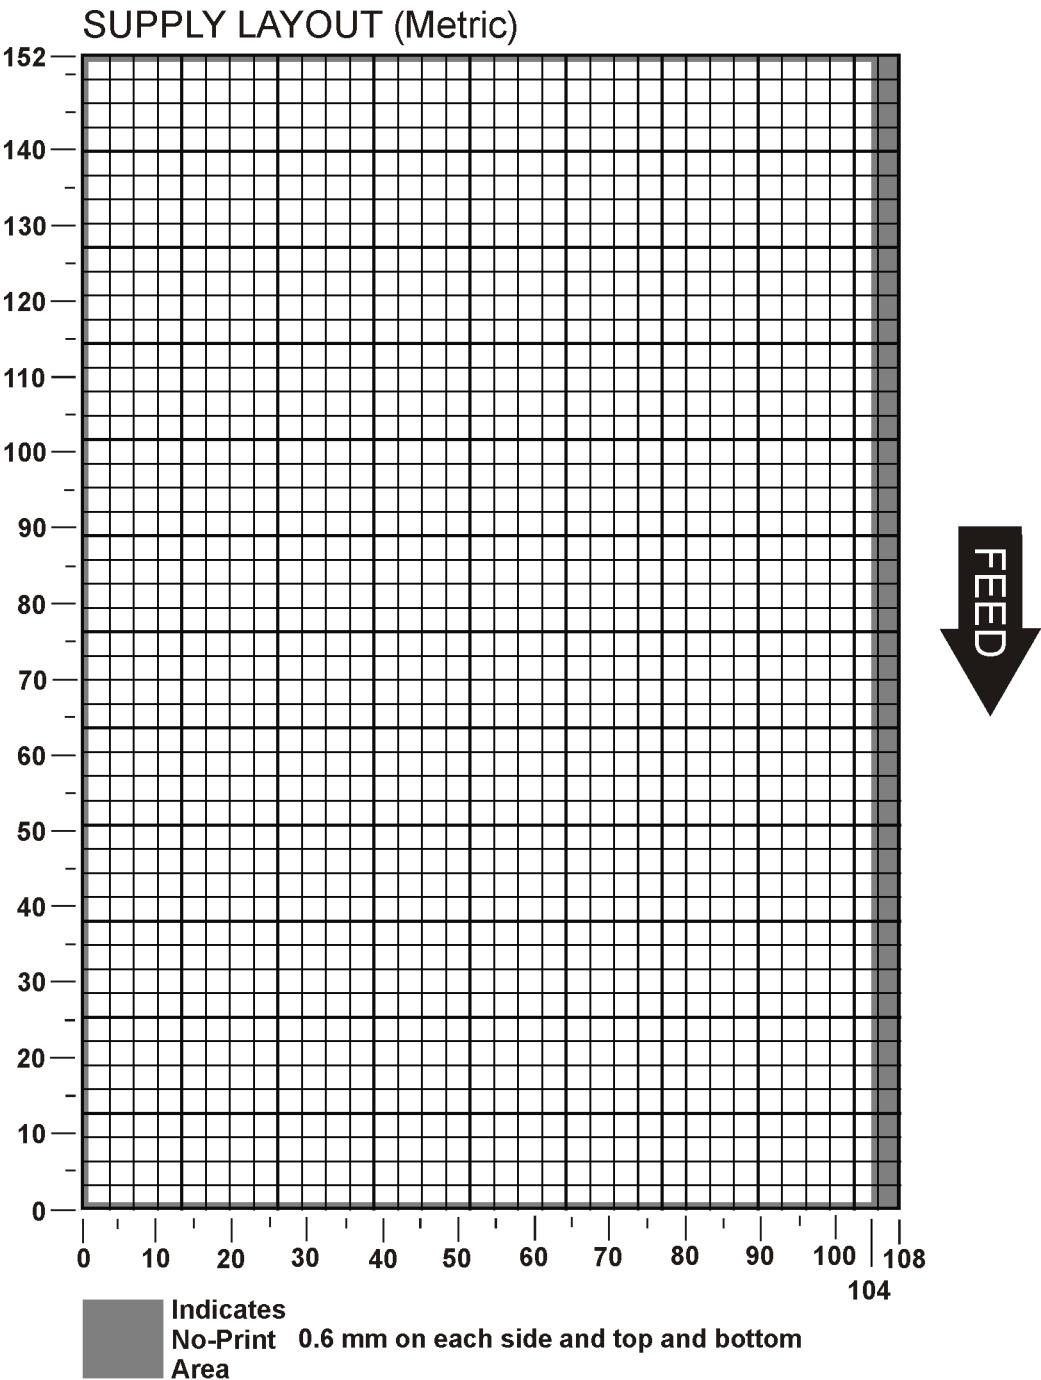 SUPPLY LAYOUT (Metric)
152
140
130
120
110
100
90
80
70
60
50
40
30
20
10
0
0 10 20 30 40 50 60 70 80 90 100 108
104
FEED
Indicates
No-Print 0.6 mm on each side and top and bottom
Area